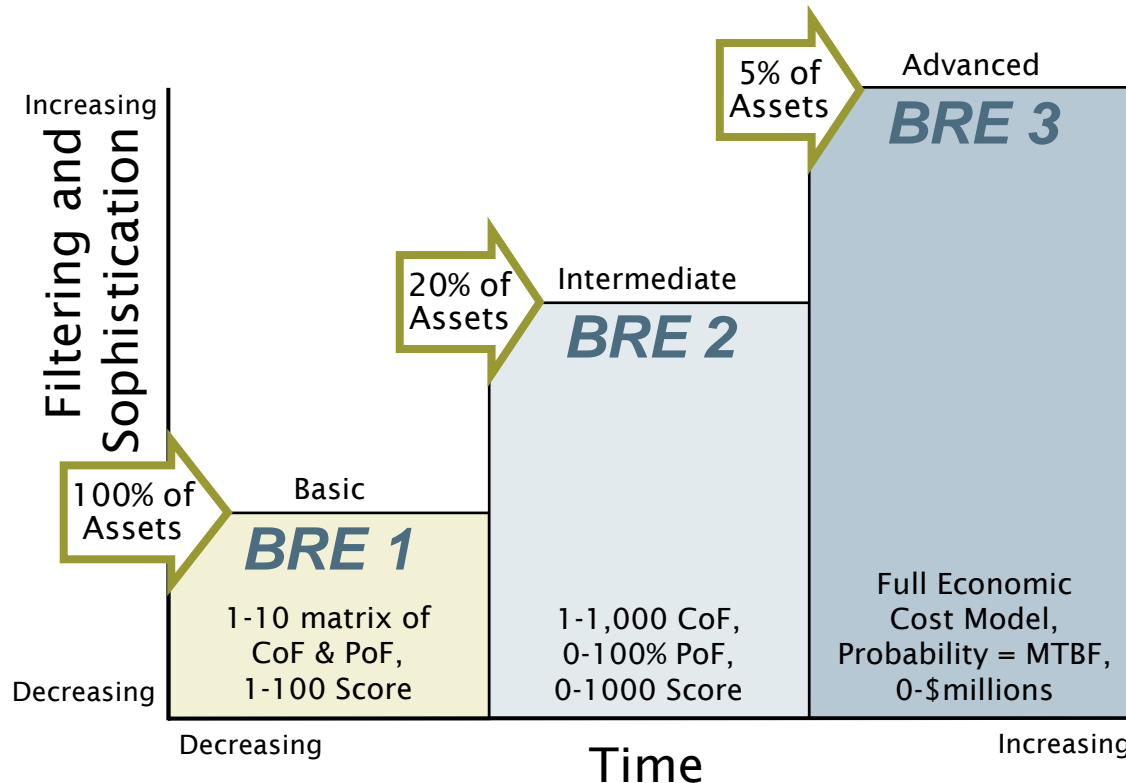 5% of
Assets
Advanced
BRE 3
Increasing
Filtering and
Sophistication
20% of
Assets
Intermediate
BRE 2
100% of
Assets
Basic
BRE 1
1-10 matrix of
CoF & PoF,
1-100 Score
1-1,000 CoF,
0-100% PoF,
0-1000 Score
Full Economic
Cost Model,
Probability = MTBF,
0-$millions
Decreasing
Decreasing
Time
Increasing